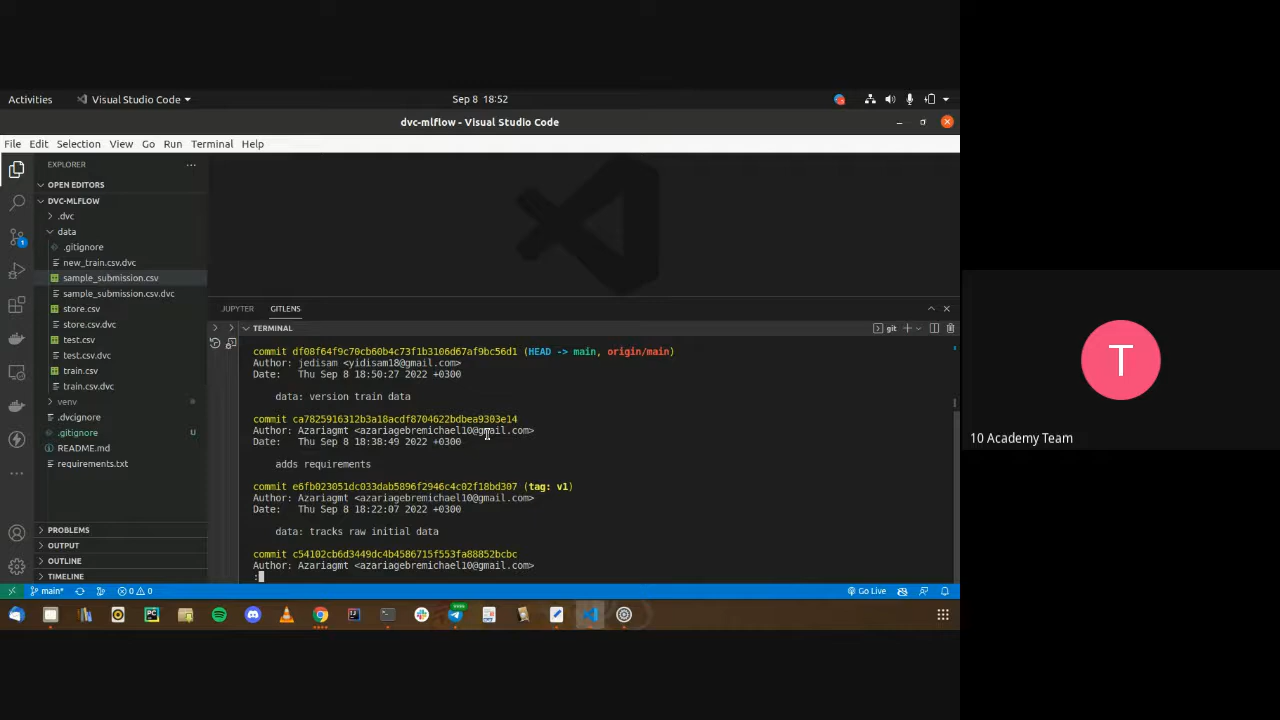 Activities
Visual Studio Code
Sep 8 18:52
dvc-mlflow - Visual Studio Code
File Edit Selection View Go Run Terminal Help
EXPLORER
OPEN EDITORS
DVC-MLFLOW
.dvc
data
.gitignore
new_train.csv.dvc
sample_submission.csv
sample_submission.csv.dvc
store.csv
store.csv.dvc
test.csv
test.csv.dvc
train.csv
train.csv.dvc
venv
.dvcignore
.gitignore U
README.md
requirements.txt
PROBLEMS
OUTPUT
OUTLINE
TIMELINE
1
JUPYTER GITLENS
TERMINAL
git
commit df08f64f9c70cb60b4c73f1b3106d67af9bc56d1 (HEAD -> main, origin/main)
Author: jedisam <yidisam18@gmail.com>
Date: Thu Sep 8 18:50:27 2022 +0300
data: version train data
commit ca7825916312b3a18acdf8704622bdbea9303e14
Author: Azariagmt <azariagebremichael10@gmail.com>
Date: Thu Sep 8 18:38:49 2022 +0300
adds requirements
commit e6fb023051dc033dab5896f2946c4c02f18bd307 (tag: v1)
Author: Azariagmt <azariagebremichael10@gmail.com>
Date: Thu Sep 8 18:22:07 2022 +0300
data: tracks raw initial data
commit c54102cb6d3449dc4b4586715f553fa88852bcbc
Author: Azariagmt <azariagebremichael10@gmail.com>
:
main*
0 0
Go Live
T
10 Academy Team